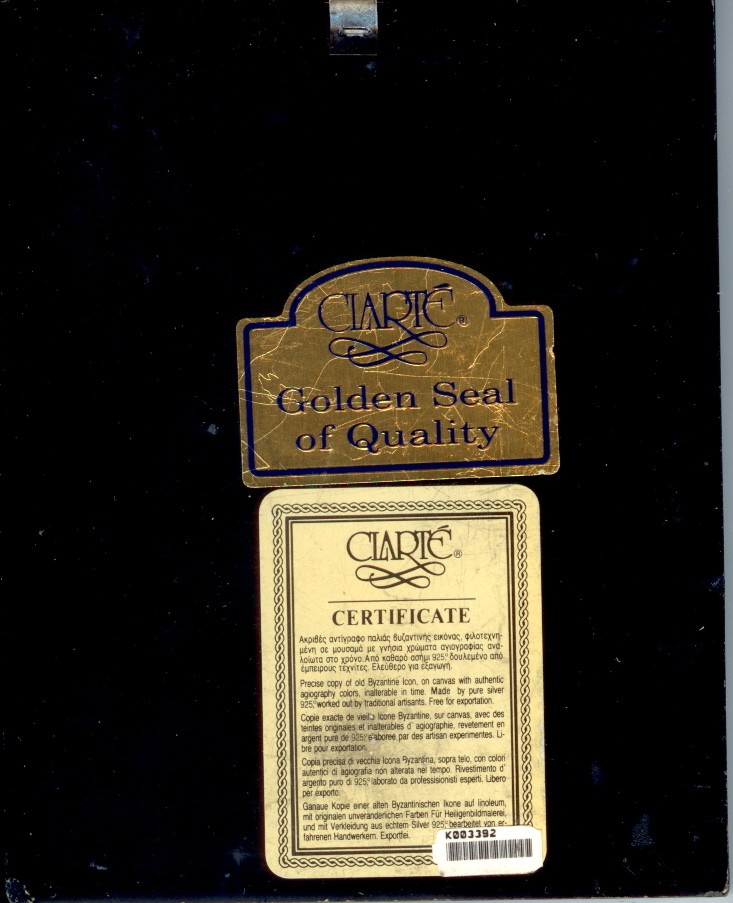 CLARTÉ®
Golden Seal
of Quality
CLARTÉ®
CERTIFICATE
Ακριβές αντίγραφο παλιάς βυζαντινής εικόνας, φιλοτεχνη-
μένη σε μουσαμά με γνήσια χρώματα αγιογραφίας ανα-
λοίωτα στο χρόνο. Από καθαρό ασήμι 925° δουλεμένο από
έμπειρους τεχνίτες. Ελεύθερο για εξαγωγή.
Precise copy of old Byzantine Icon, on canvas with authentic
agiography colors, inalterable in time. Made by pure silver
925° worked out by traditional artisants. Free for exportation.
Copie exacte de vieille Icone Byzantine, sur canvas, avec des
teintes originales et inalterables d' agiographie, revetement en
argent pure de 925° elaboree par des artisan experimentes. Li-
bre pour exportation.
Copia precisa di vecchia Icona Byzantina, sopra telo, con colori
autentici di agiografia non alterata nel tempo. Rivestimento d'
argento puro di 925° laborato da professisionisti esperti. Libero
per exporto.
Ganaue Kopie einer alten Byzantinischen Ikone auf linoleum,
mit originalen unveränderlichen Farben Für Heiligenbildmalerei,
und mit Verkleidung aus echtem Silver 925° bearbeitet von er-
fahrenen Handwerkern. Exportfei.
K003392